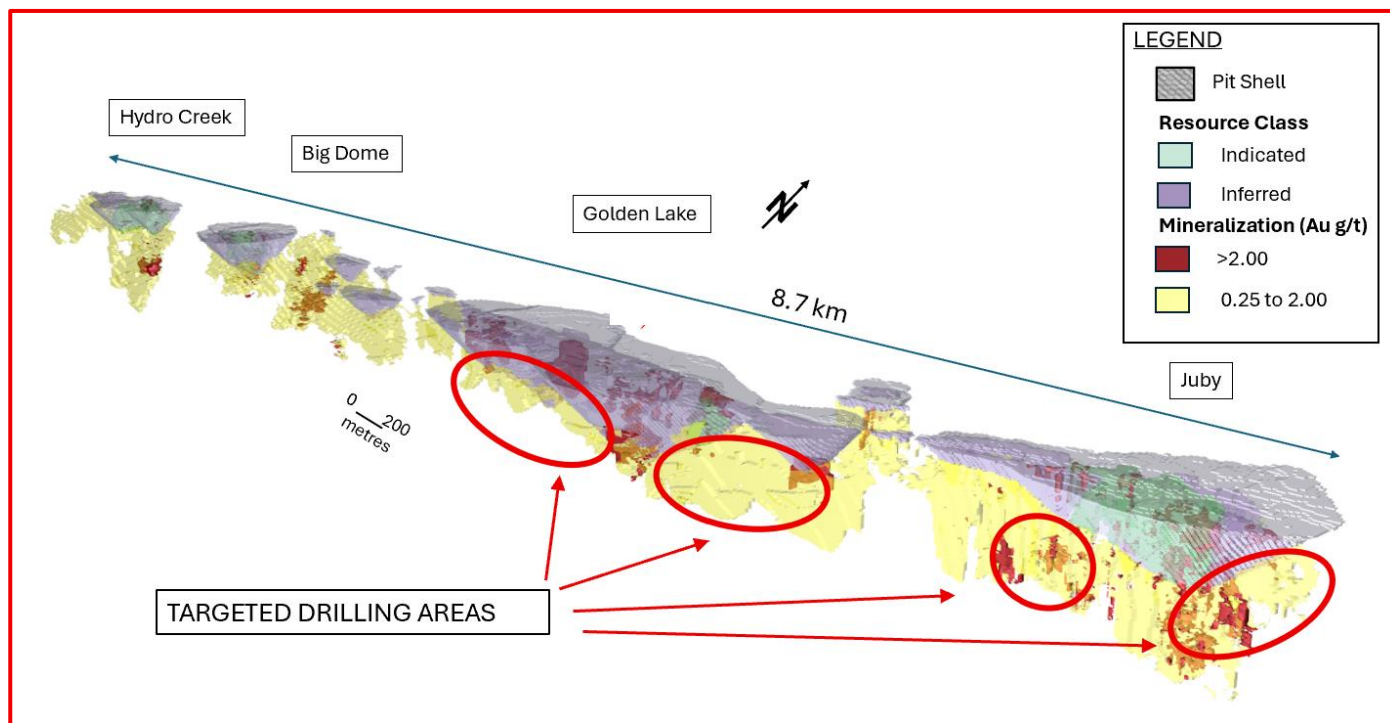 LEGEND
Pit Shell
Resource Class
Indicated
Inferred
Mineralization (Au g/t)
>2.00
0.25 to 2.00
Hydro Creek
Big Dome
Golden Lake
N
8.7 km
Juby
0 200
metres
TARGETED DRILLING AREAS